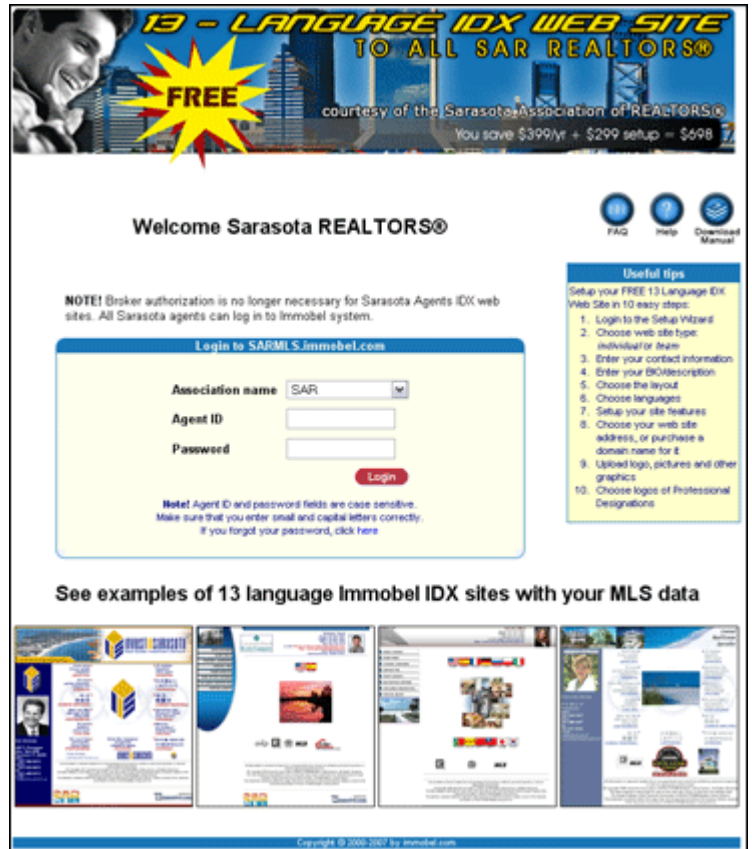 13 - LANGUAGE IDX WEB SITE
TO ALL SAR REALTORS®
FREE
courtesy of the Sarasota Association of REALTORS®
You save $399/yr + $299 setup = $698
Welcome Sarasota REALTORS®
FAQ
Help
Download
Manual
NOTE! Broker authorization is no longer necessary for Sarasota Agents IDX web
sites. All Sarasota agents can log in to Immobel system.
Login to SARMLS.immobel.com
Association name SAR
Agent ID
Password
Login
Note! Agent ID and password fields are case sensitive.
Make sure that you enter small and capital letters correctly.
If you forgot your password, click here
Useful tips
Setup your FREE 13 Language IDX
Web Site in 10 easy steps:
1. Login to the Setup Wizard
2. Choose web site type:
individual or team
3. Enter your contact information
4. Enter your BIO/description
5. Choose the layout
6. Choose languages
7. Setup your site features
8. Choose your web site
address, or purchase a
domain name for it
9. Upload logo, pictures and other
graphics
10. Choose logos of Professional
Designations
See examples of 13 language Immobel IDX sites with your MLS data
INVESTINSARASOTA
Copyright © 2000-2007 by immobel.com